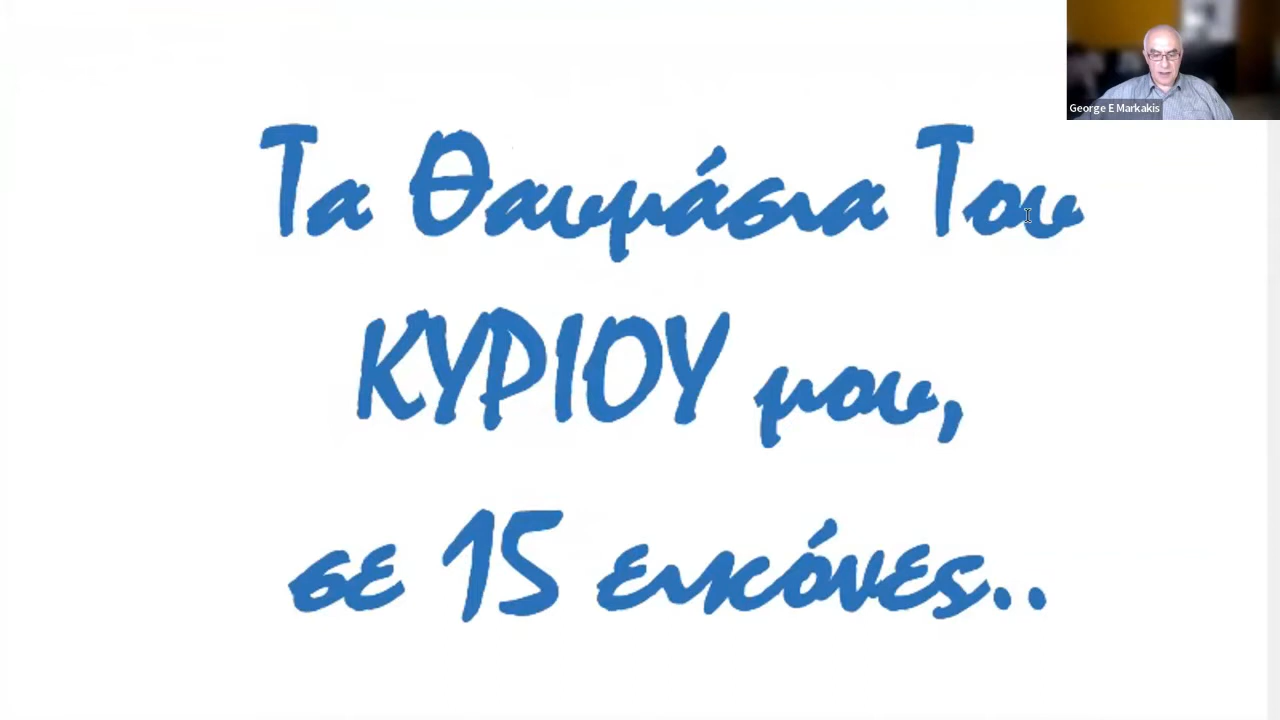 George E Markakis
Τα Θαυμάσια Του
ΚΥΡΙΟΥ μου,
σε 15 εικόνες..